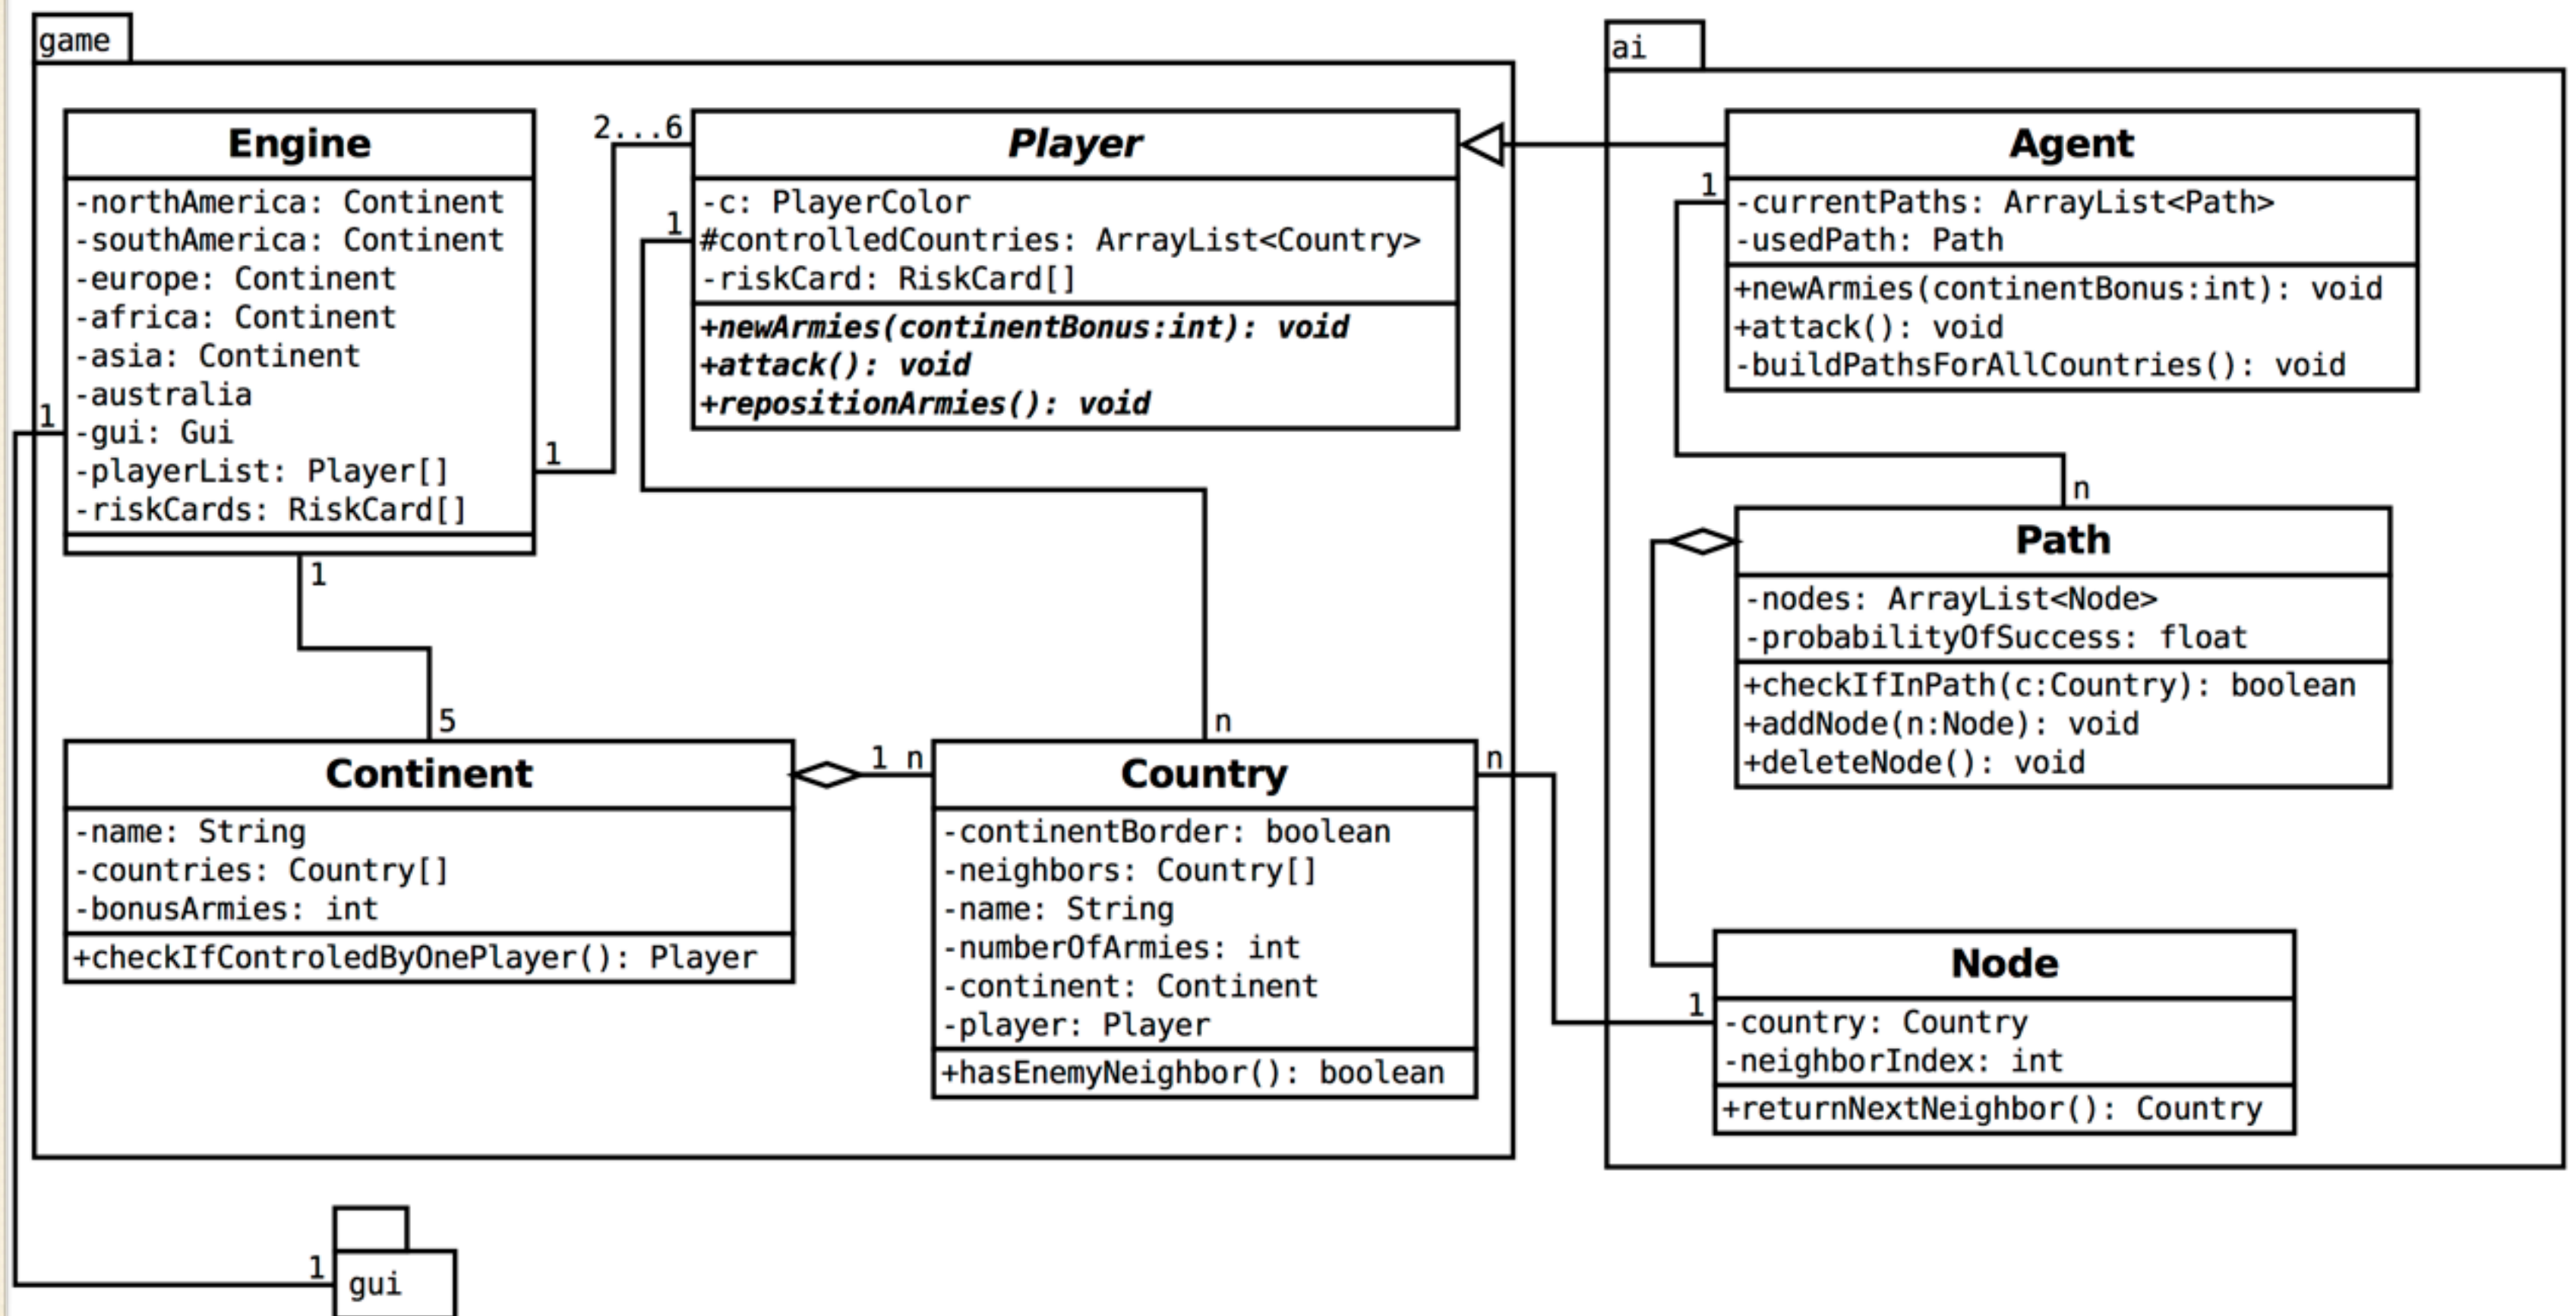 game
Engine
-northAmerica: Continent
-southAmerica: Continent
-europe: Continent
-africa: Continent
-asia: Continent
-australia
-gui: Gui
-playerList: Player[]
-riskCards: RiskCard[]
1
1
1
2...6
Player
-c: PlayerColor
#controlledCountries: ArrayList<Country>
-riskCard: RiskCard[]
+newArmies(continentBonus:int): void
+attack(): void
+repositionArmies(): void
1
5
Continent
-name: String
-countries: Country[]
-bonusArmies: int
+checkIfControledByOnePlayer(): Player
1 n
n
Country
-continentBorder: boolean
-neighbors: Country[]
-name: String
-numberOfArmies: int
-continent: Continent
-player: Player
+hasEnemyNeighbor(): boolean
n
ai
Agent
-currentPaths: ArrayList<Path>
-usedPath: Path
+newArmies(continentBonus:int): void
+attack(): void
-buildPathsForAllCountries(): void
1
n
Path
-nodes: ArrayList<Node>
-probabilityOfSuccess: float
+checkIfInPath(c:Country): boolean
+addNode(n:Node): void
+deleteNode(): void
Node
-country: Country
-neighborIndex: int
+returnNextNeighbor(): Country
1
1
gui